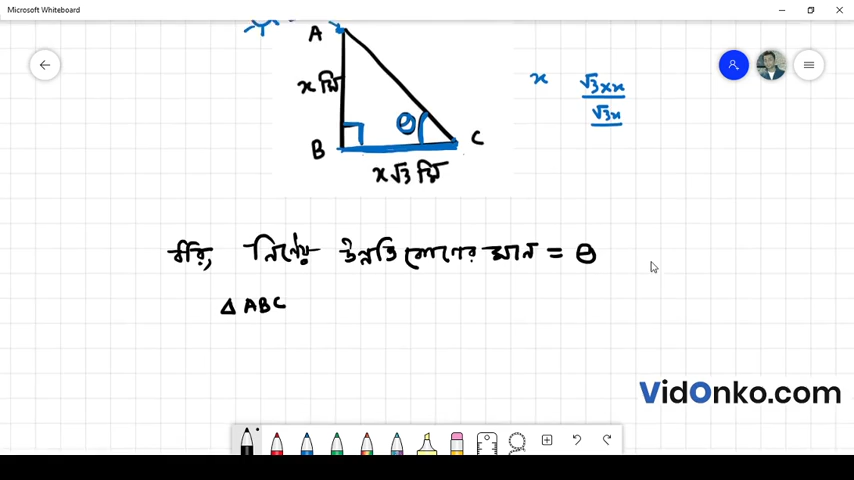 Microsoft Whiteboard
A
x মিঃ
θ
B
C
x√3 মিঃ
x
√3×x
√3x
ধরি, নির্ণেয় উন্নতি কোণের মান = θ
Δ ABC
VidOnko.com